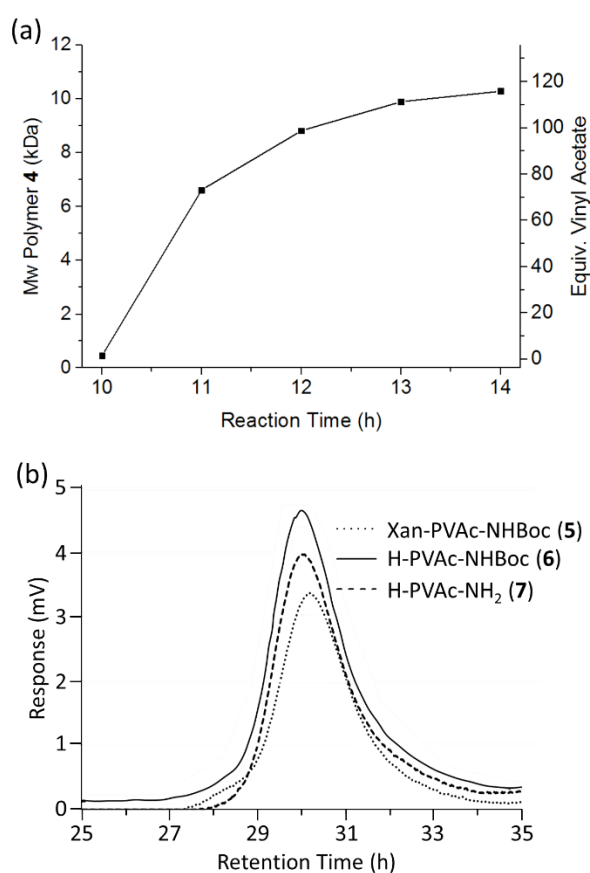 (a)
12
10
8
6
4
2
0
Mw Polymer 4 (kDa)
120
100
80
60
40
20
0
Equiv. Vinyl Acetate
10 11 12 13 14
Reaction Time (h)
(b)
5
4
3
2
1
0
Response (mV)
Xan-PVAc-NHBoc (5)
H-PVAc-NHBoc (6)
H-PVAc-NH₂ (7)
25 27 29 31 33 35
Retention Time (h)